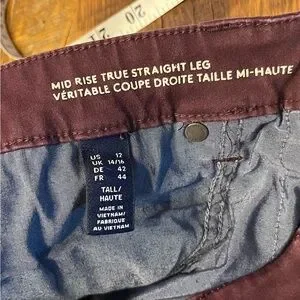 MID RISE TRUE STRAIGHT LEG
VÉRITABLE COUPE DROITE TAILLE MI-HAUTE
US 12
UK 14/16
DE 42
FR 44
TALL/
HAUTE
MADE IN
VIETNAM/
FABRIQUÉ
AU VIETNAM